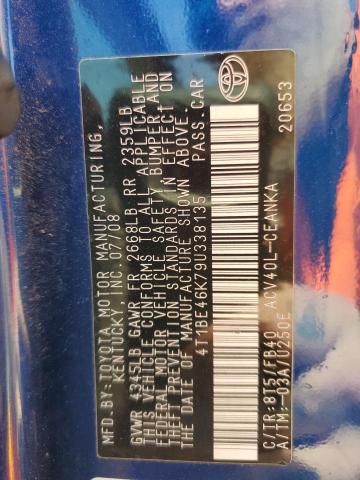 MFD.BY:TOYOTA MOTOR MANUFACTURING,
KENTUCKY, INC. 07/08
GVWR 4345LB GAWR FR 2668LB RR 2359LB
THIS VEHICLE CONFORMS TO ALL APPLICABLE
FEDERAL MOTOR VEHICLE SAFETY, BUMPER AND
THEFT PREVENTION STANDARDS IN EFFECT ON
THE DATE OF MANUFACTURE SHOWN ABOVE.
4T1BE46K79U338135 PASS.CAR
C/TR:8T5/FB40 ACV40L-CEANKA
A/TM:-03A/U250E 20653